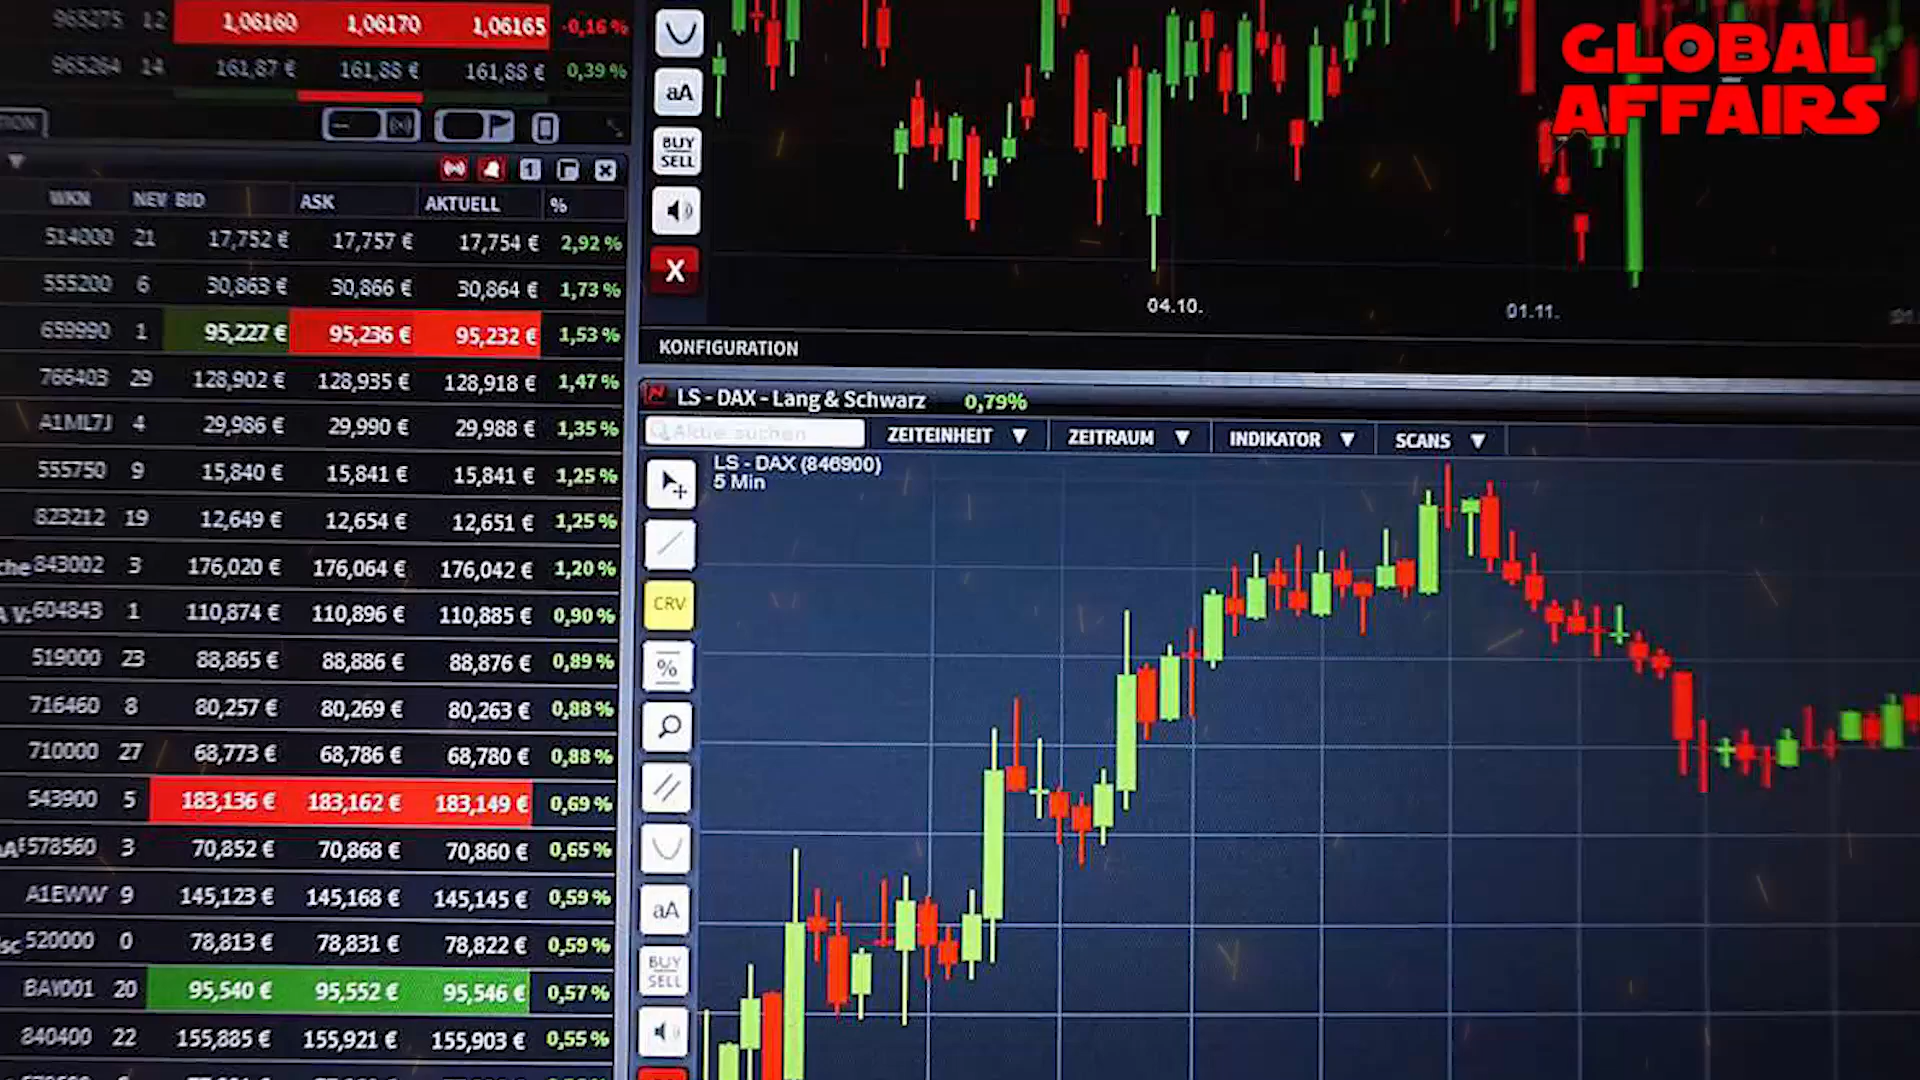 965275 12 1,06160 1,06170 1,06165 -0,16 %
965264 14 161,87 € 161,88 € 161,88 € 0,39 %
WKN NEV BID ASK AKTUELL %
514000 21 17,752 € 17,757 € 17,754 € 2,92 %
555200 6 30,863 € 30,866 € 30,864 € 1,73 %
659990 1 95,227 € 95,236 € 95,232 € 1,53 %
766403 29 128,902 € 128,935 € 128,918 € 1,47 %
A1ML7J 4 29,986 € 29,990 € 29,988 € 1,35 %
555750 9 15,840 € 15,841 € 15,841 € 1,25 %
823212 19 12,649 € 12,654 € 12,651 € 1,25 %
che 843002 3 176,020 € 176,064 € 176,042 € 1,20 %
604843 1 110,874 € 110,896 € 110,885 € 0,90 %
519000 23 88,865 € 88,886 € 88,876 € 0,89 %
716460 8 80,257 € 80,269 € 80,263 € 0,88 %
710000 27 68,773 € 68,786 € 68,780 € 0,88 %
543900 5 183,136 € 183,162 € 183,149 € 0,69 %
578560 3 70,852 € 70,868 € 70,860 € 0,65 %
A1EWW 9 145,123 € 145,168 € 145,145 € 0,59 %
520000 0 78,813 € 78,831 € 78,822 € 0,59 %
BAY001 20 95,540 € 95,552 € 95,546 € 0,57 %
840400 22 155,885 € 155,921 € 155,903 € 0,55 %
aA
BUY
SELL
X
04.10. 01.11.
GLOBAL
AFFAIRS
KONFIGURATION
LS - DAX - Lang & Schwarz 0,79%
Aktie suchen ZEITEINHEIT ZEITRAUM INDIKATOR SCANS
LS - DAX (846900)
5 Min
CRV
%
aA
BUY
SELL